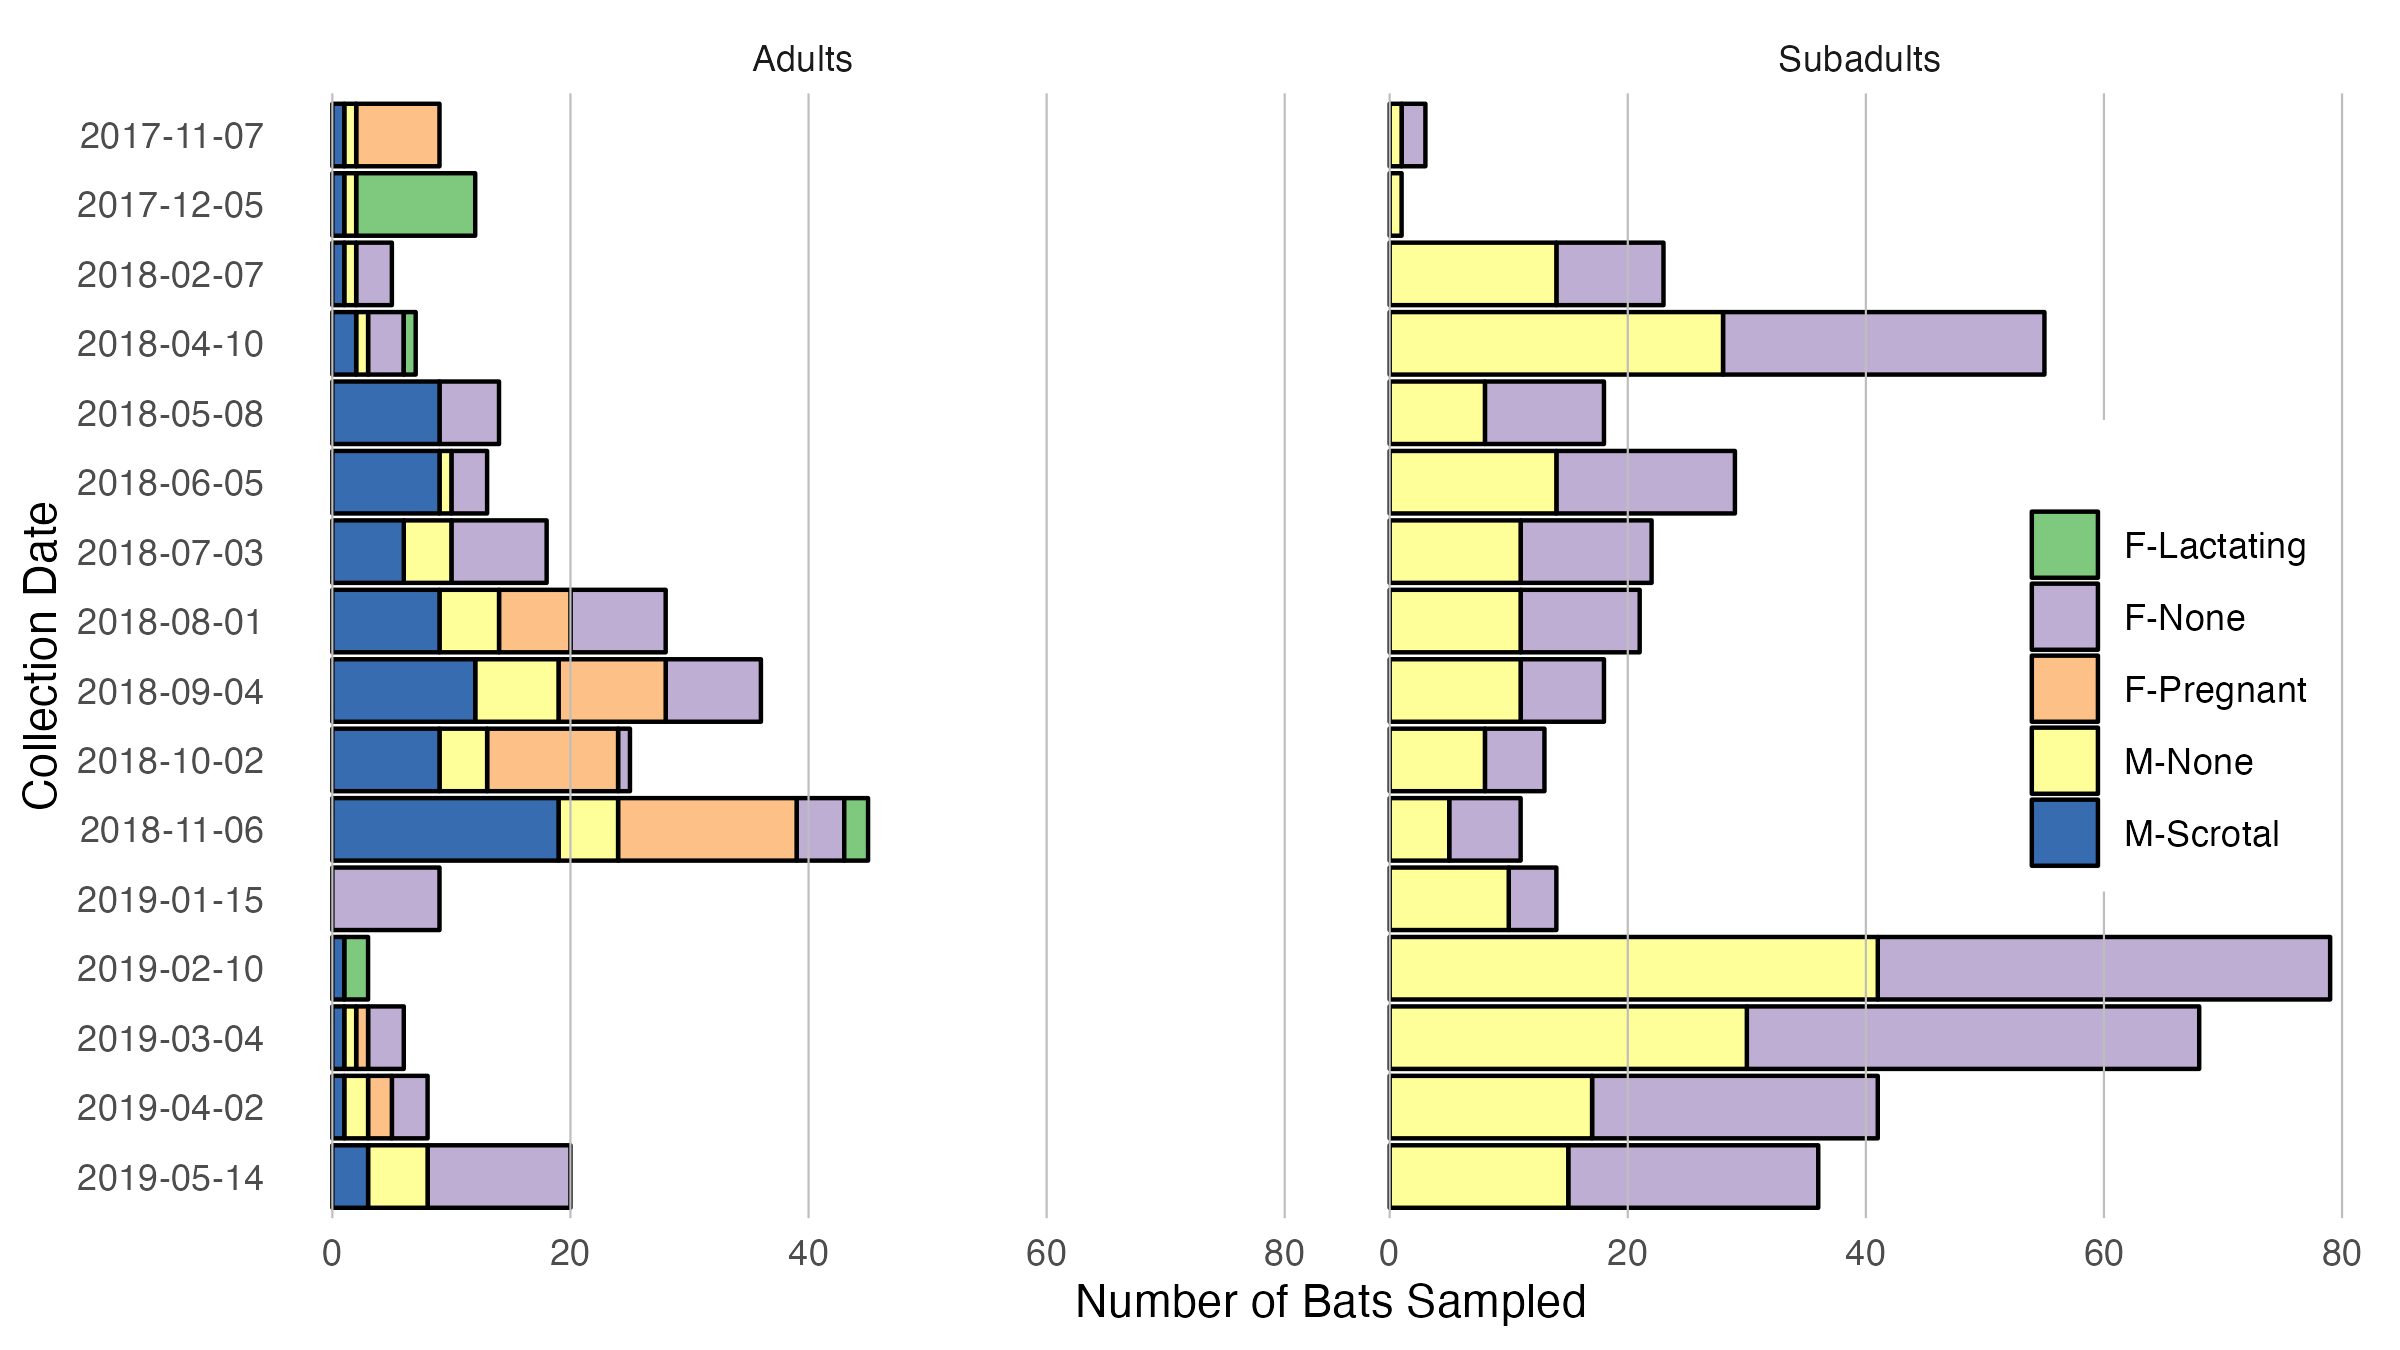 Adults
Subadults
Collection Date
2017-11-07
2017-12-05
2018-02-07
2018-04-10
2018-05-08
2018-06-05
2018-07-03
2018-08-01
2018-09-04
2018-10-02
2018-11-06
2019-01-15
2019-02-10
2019-03-04
2019-04-02
2019-05-14
F-Lactating
F-None
F-Pregnant
M-None
M-Scrotal
0 20 40 60 80 0 20 40 60 80
Number of Bats Sampled